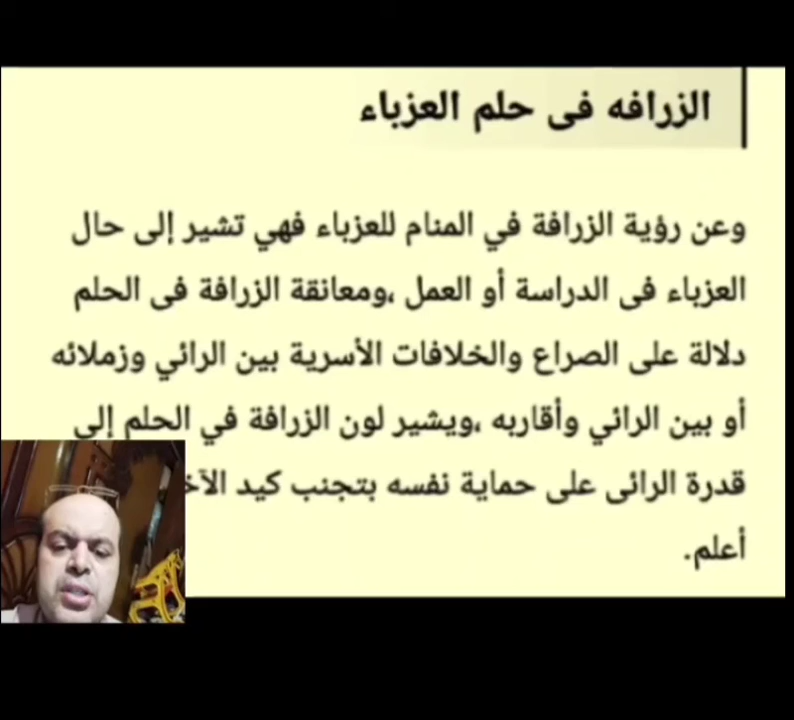 الزرافه فى حلم العزباء
وعن رؤية الزرافة في المنام للعزباء فهي تشير إلى حال
العزباء فى الدراسة أو العمل ،ومعانقة الزرافة فى الحلم
دلالة على الصراع والخلافات الأسرية بين الرائي وزملائه
أو بين الرائي وأقاربه ،ويشير لون الزرافة في الحلم إلى
قدرة الرائى على حماية نفسه بتجنب كيد
أعلم.